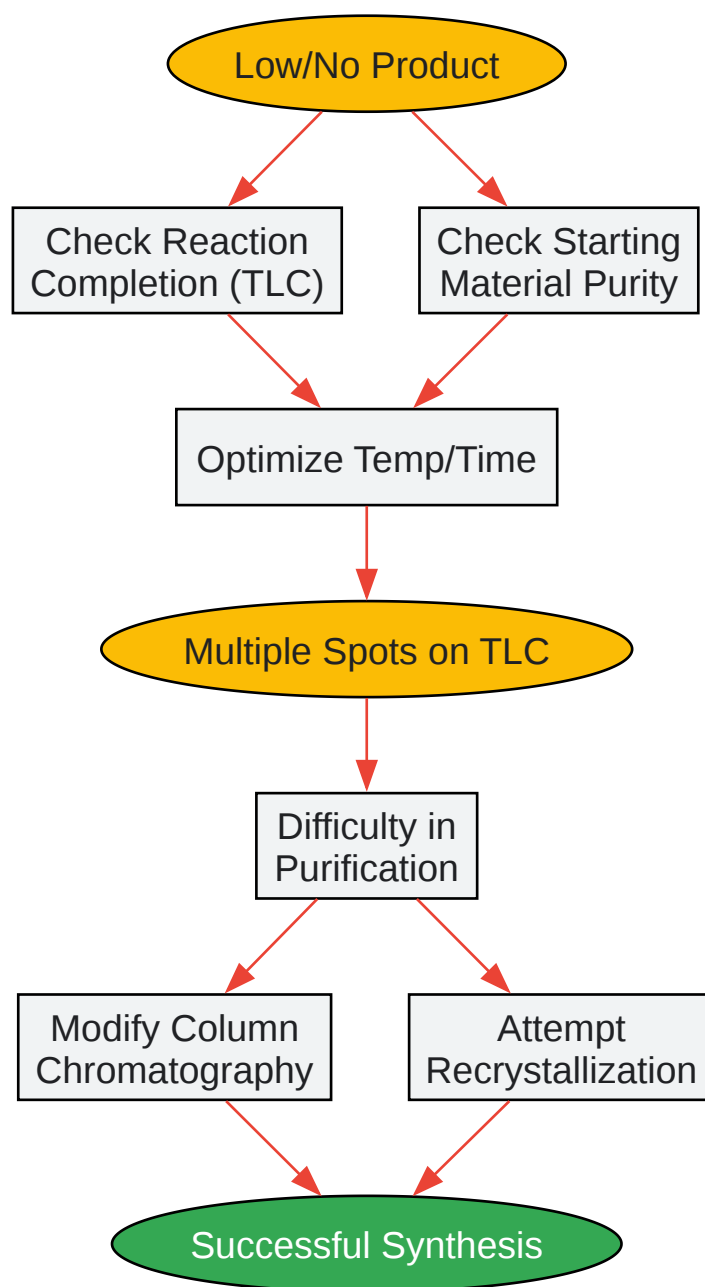 Low/No Product
Check Reaction
Completion (TLC)
Check Starting
Material Purity
Optimize Temp/Time
Multiple Spots on TLC
Difficulty in
Purification
Modify Column
Chromatography
Attempt
Recrystallization
Successful Synthesis